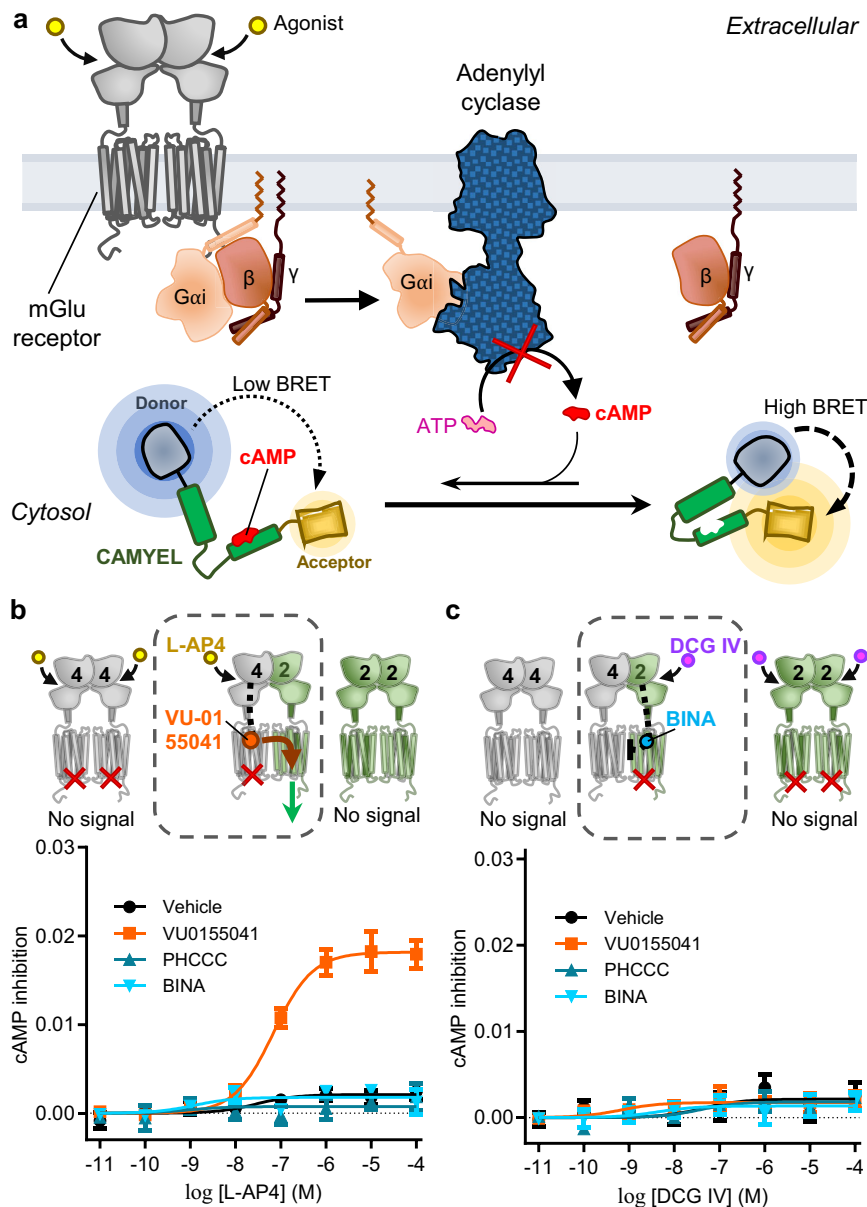 a
Agonist
Extracellular
Adenylyl
cyclase
mGlu
receptor
Gαi
β
γ
Gαi
β
γ
Donor
Low BRET
cAMP
ATP
cAMP
High BRET
Cytosol
CAMYEL
Acceptor
b
4 4
L-AP4
4 2
2 2
VU-01
55041
No signal
No signal
c
4 4
4 2
DCG IV
2 2
BINA
No signal
No signal
0.03
0.02
0.01
0.00
cAMP inhibition
Vehicle
VU0155041
PHCCC
BINA
-11 -10 -9 -8 -7 -6 -5 -4
log [L-AP4] (M)
0.03
0.02
0.01
0.00
cAMP inhibition
Vehicle
VU0155041
PHCCC
BINA
-11 -10 -9 -8 -7 -6 -5 -4
log [DCG IV] (M)